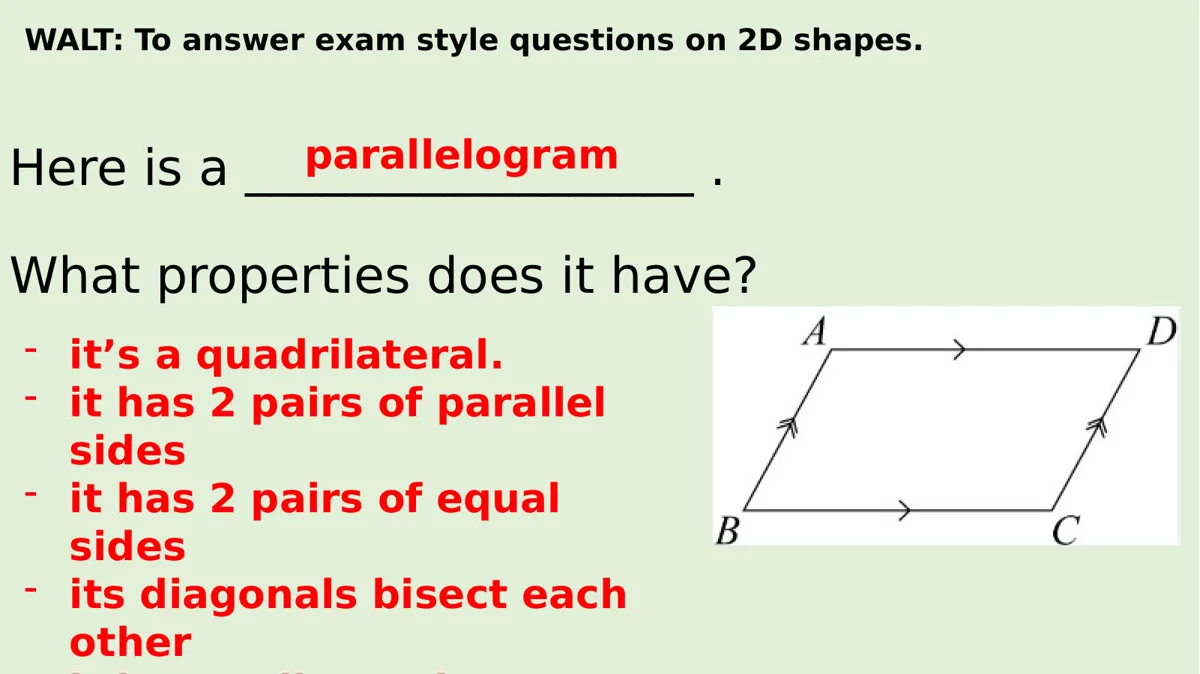 WALT: To answer exam style questions on 2D shapes.
Here is a __________________ .
parallelogram
What properties does it have?
- it’s a quadrilateral.
- it has 2 pairs of parallel
sides
- it has 2 pairs of equal
sides
- its diagonals bisect each
other
A
D
B
C